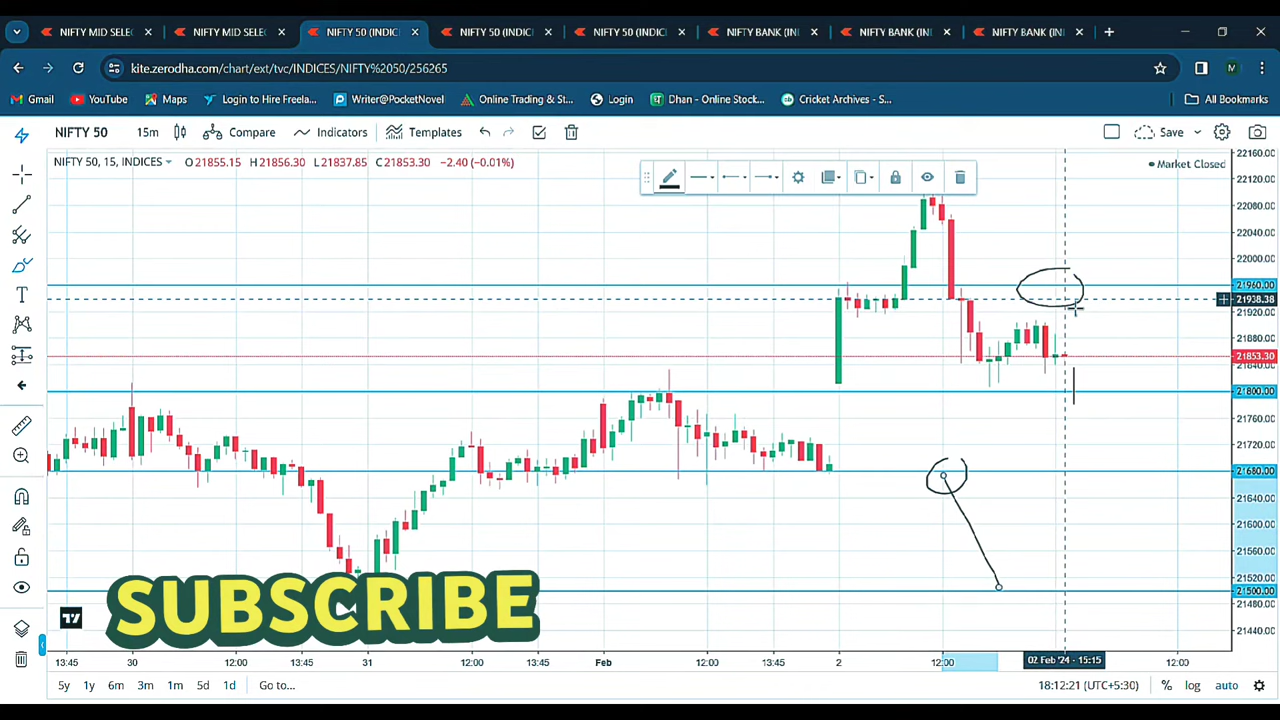 NIFTY MID SELEC
NIFTY MID SELEC
NIFTY 50 (INDIC
NIFTY 50 (INDIC
NIFTY 50 (INDIC
NIFTY BANK (INI
NIFTY BANK (INI
NIFTY BANK (INI
kite.zerodha.com/chart/ext/tvc/INDICES/NIFTY%2050/256265
M
Gmail
YouTube
Maps
Login to Hire Freela...
Writer@PocketNovel
Online Trading & St...
Login
Dhan - Online Stock...
Cricket Archives - S...
All Bookmarks
NIFTY 50
15m
Compare
Indicators
Templates
Save
NIFTY 50, 15, INDICES
O21855.15 H21856.30 L21837.85 C21853.30 −2.40 (−0.01%)
Market Closed
22160.00
22120.00
22080.00
22040.00
22000.00
21960.00
21938.38
21920.00
21880.00
21853.30
21840.00
21800.00
21760.00
21720.00
21680.00
21640.00
21600.00
21560.00
21520.00
21500.00
21480.00
21440.00
SUBSCRIBE
13:45 30 12:00 13:45 31 12:00 13:45 Feb 12:00 13:45 2 12:00 02 Feb '24 - 15:15 12:00
5y 1y 6m 3m 1m 5d 1d Go to...
18:12:21 (UTC+5:30) % log auto